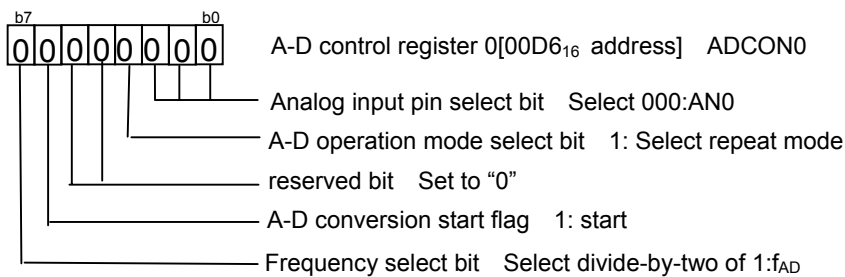 b7 b0
0 0 0 0 0 0 0 0 A-D control register 0[00D6₁₆ address] ADCON0
Analog input pin select bit Select 000:AN0
A-D operation mode select bit 1: Select repeat mode
reserved bit Set to “0”
A-D conversion start flag 1: start
Frequency select bit Select divide-by-two of 1:fAD